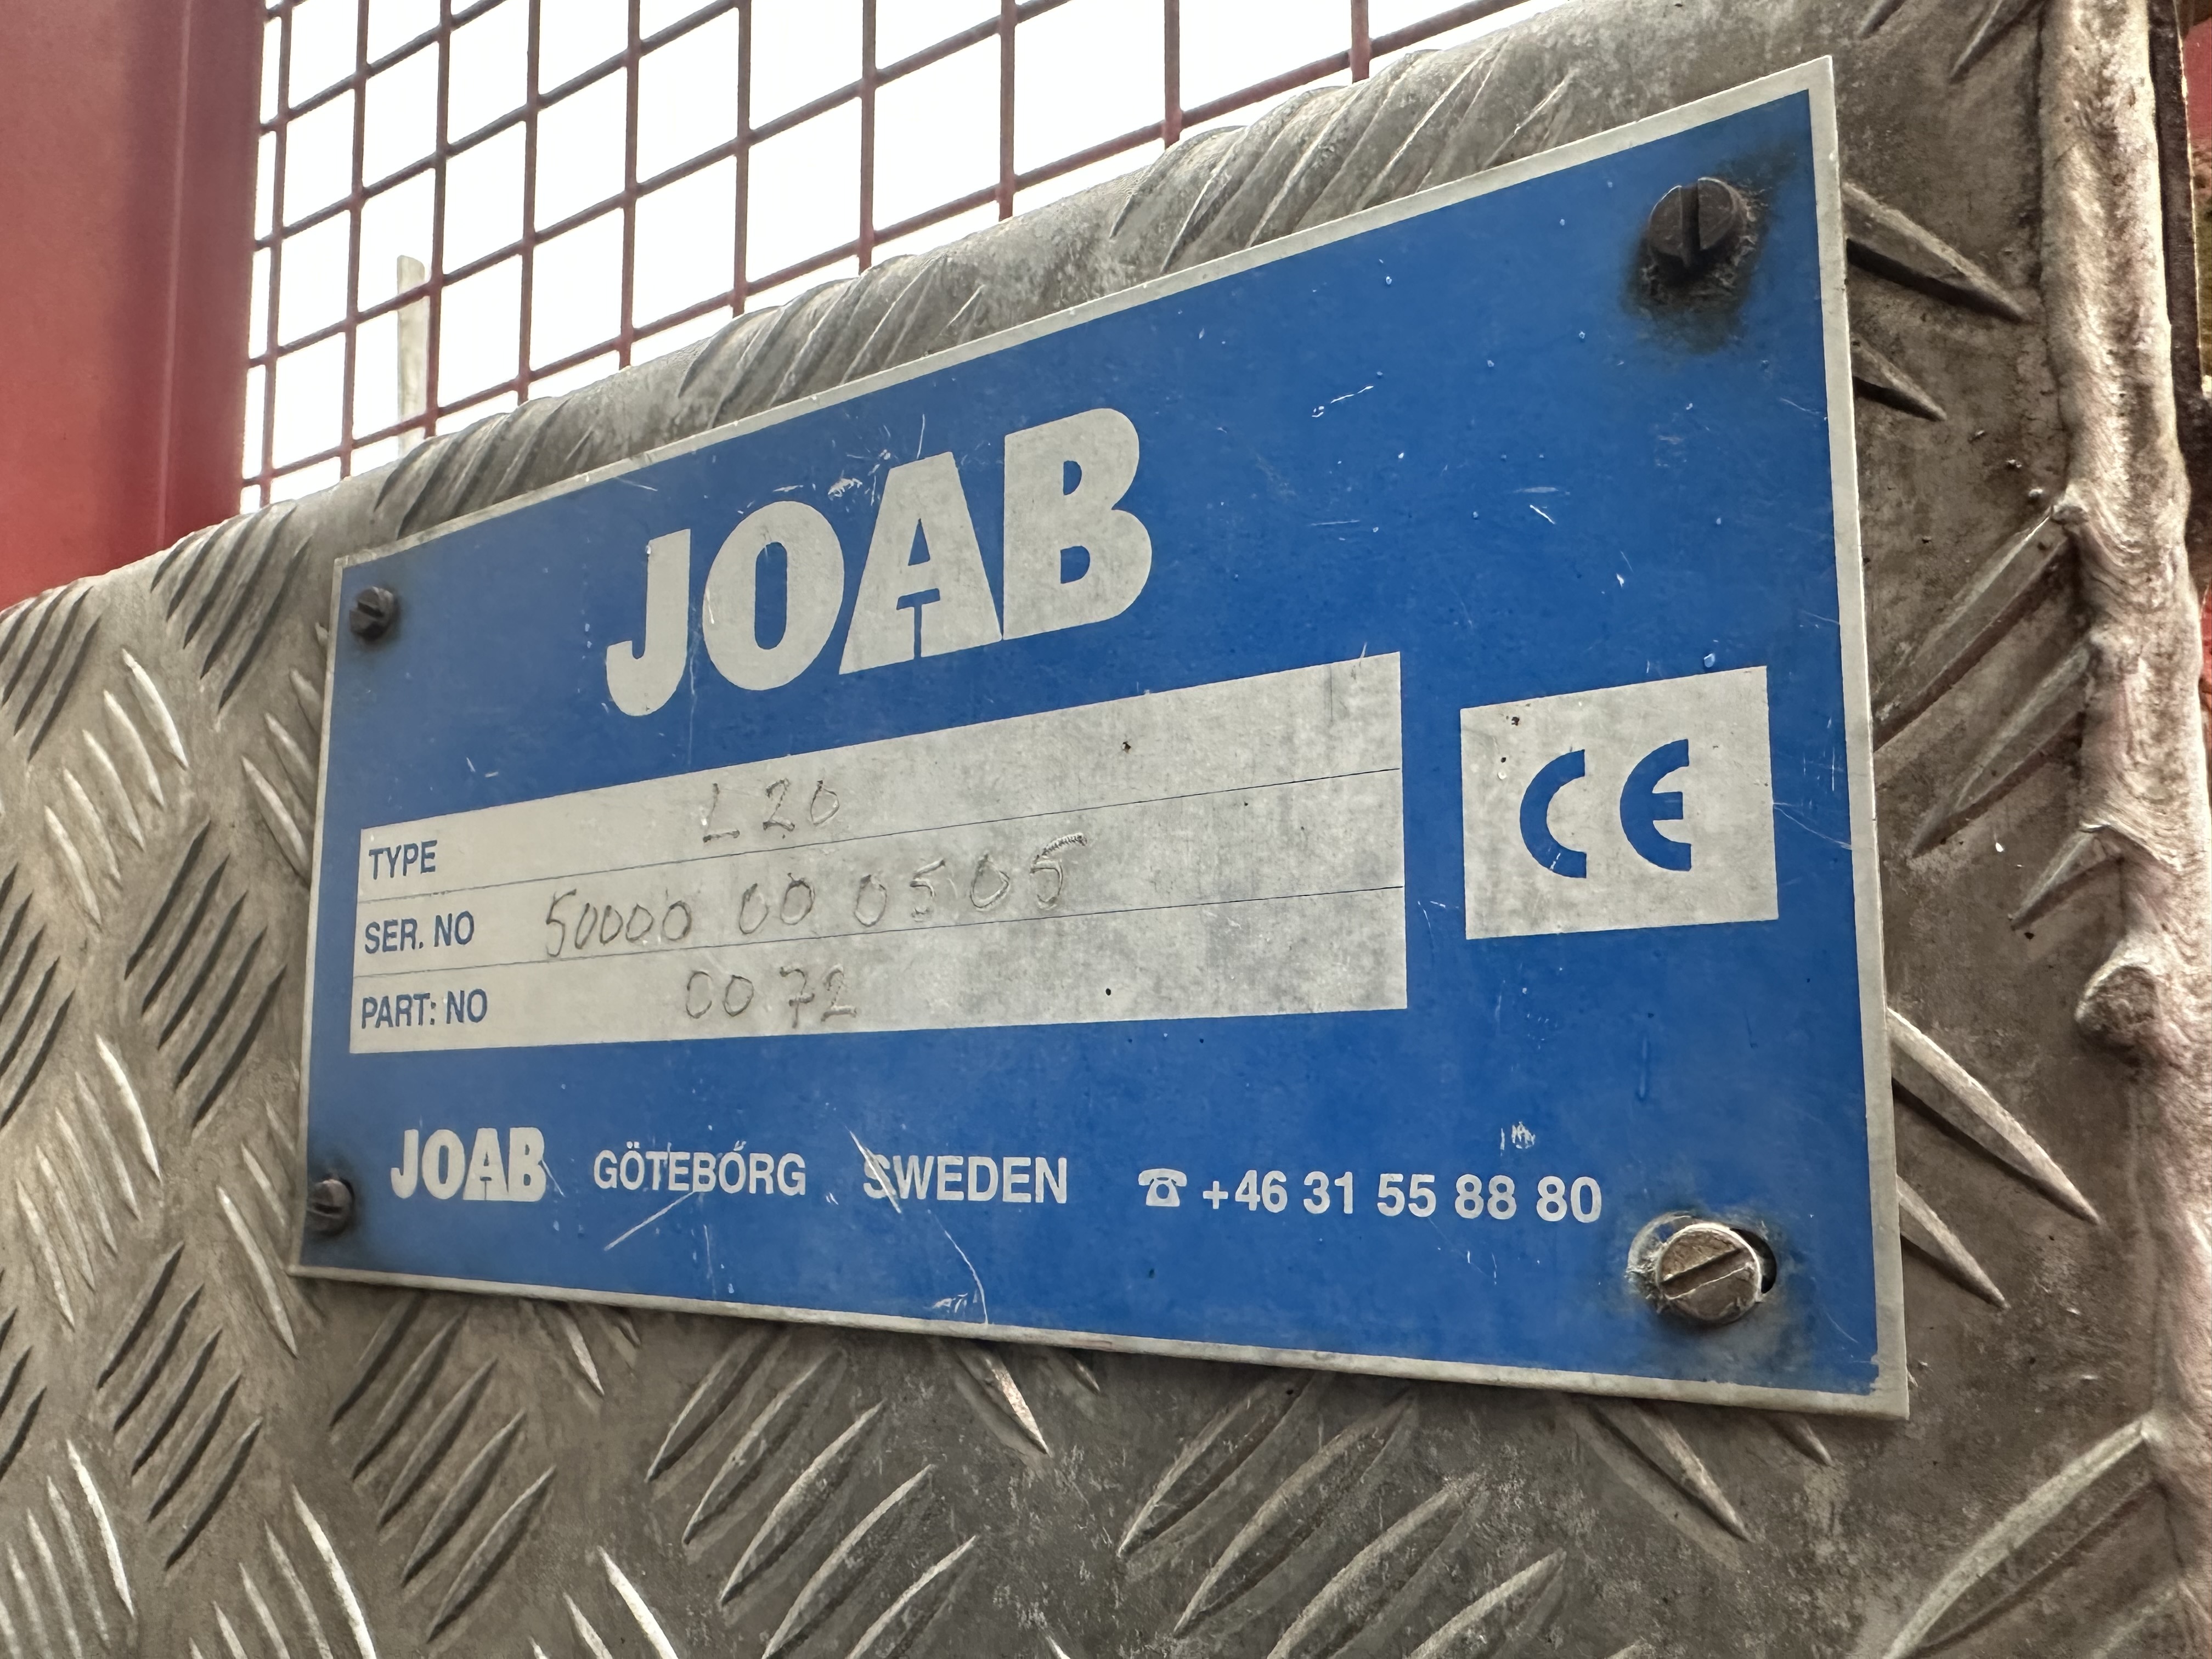 JOAB
TYPE L20
SER. NO 50000 00 0505
PART: NO 0072
CE
JOAB GÖTEBORG SWEDEN ☎ +46 31 55 88 80